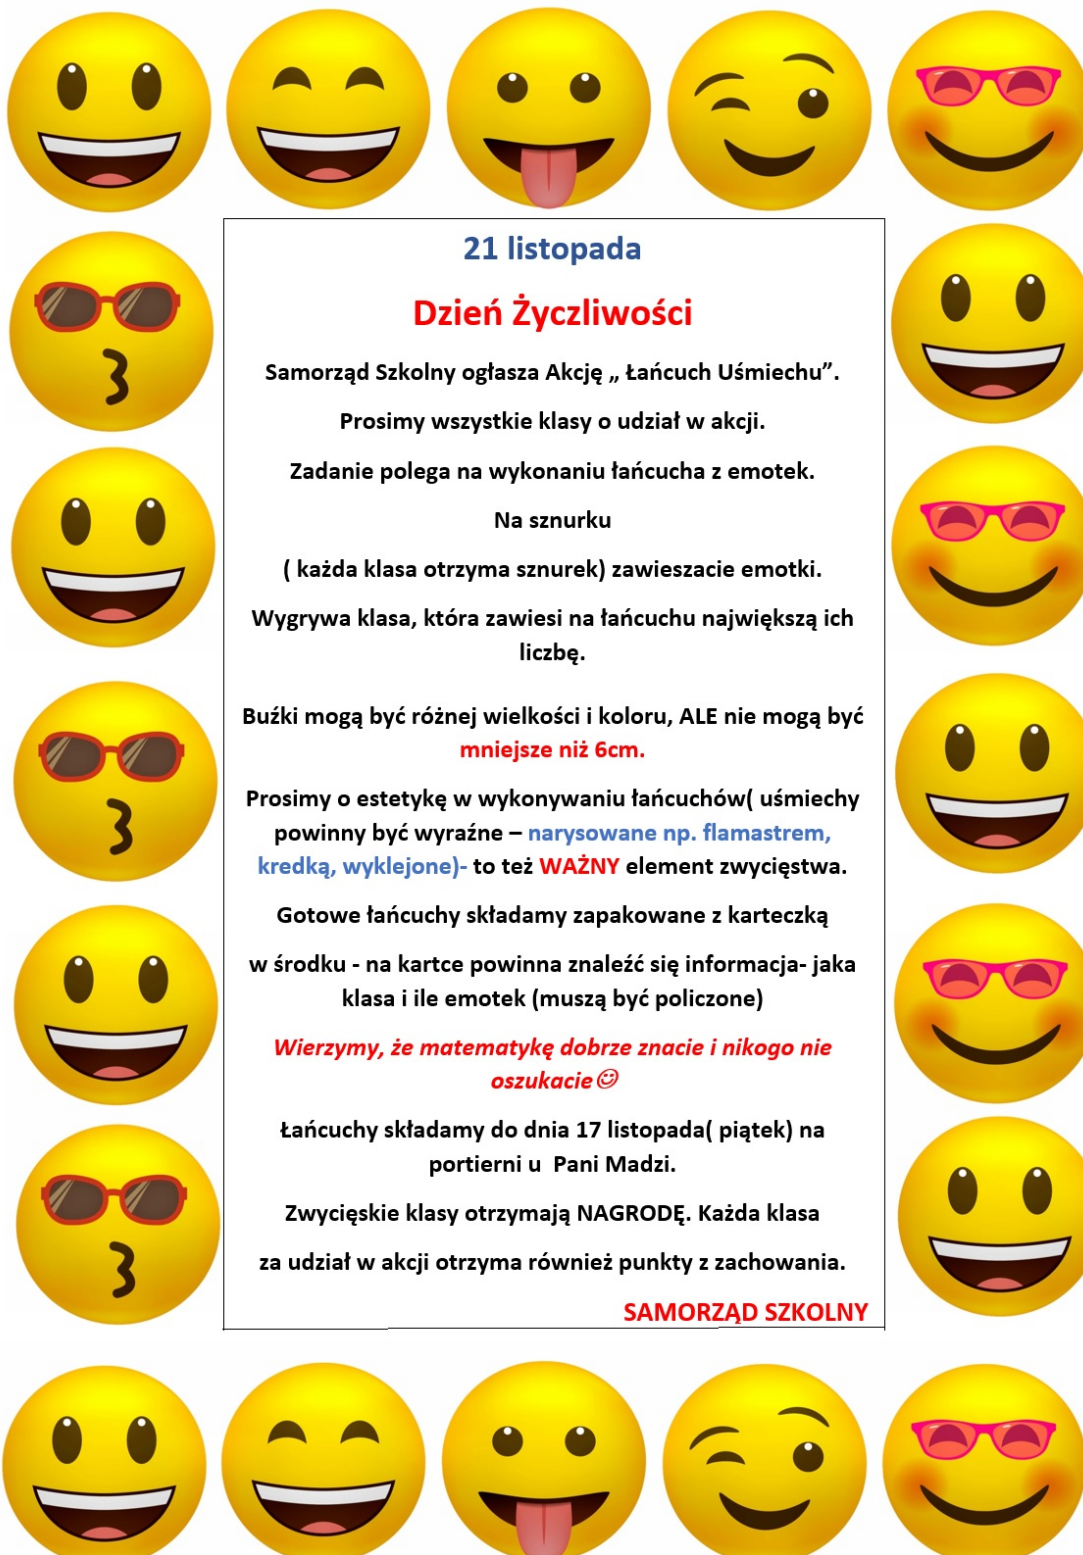 21 listopada
Dzień Życzliwości
Samorząd Szkolny ogłasza Akcję „ Łańcuch Uśmiechu”.
Prosimy wszystkie klasy o udział w akcji.
Zadanie polega na wykonaniu łańcucha z emotek.
Na sznurku
( każda klasa otrzyma sznurek) zawieszacie emotki.
Wygrywa klasa, która zawiesi na łańcuchu największą ich
liczbę.
Buźki mogą być różnej wielkości i koloru, ALE nie mogą być
mniejsze niż 6cm.
Prosimy o estetykę w wykonywaniu łańcuchów( uśmiechy
powinny być wyraźne – narysowane np. flamastrem,
kredką, wyklejone)- to też WAŻNY element zwycięstwa.
Gotowe łańcuchy składamy zapakowane z karteczką
w środku - na kartce powinna znaleźć się informacja- jaka
klasa i ile emotek (muszą być policzone)
Wierzymy, że matematykę dobrze znacie i nikogo nie
oszukacie☺
Łańcuchy składamy do dnia 17 listopada( piątek) na
portierni u  Pani Madzi.
Zwycięskie klasy otrzymają NAGRODĘ. Każda klasa
za udział w akcji otrzyma również punkty z zachowania.
SAMORZĄD SZKOLNY